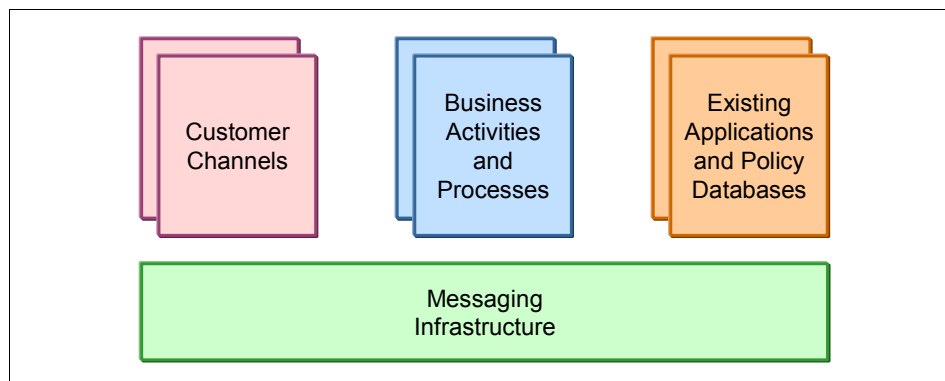 Customer
Channels
Business
Activities
and
Processes
Existing
Applications
and Policy
Databases
Messaging
Infrastructure